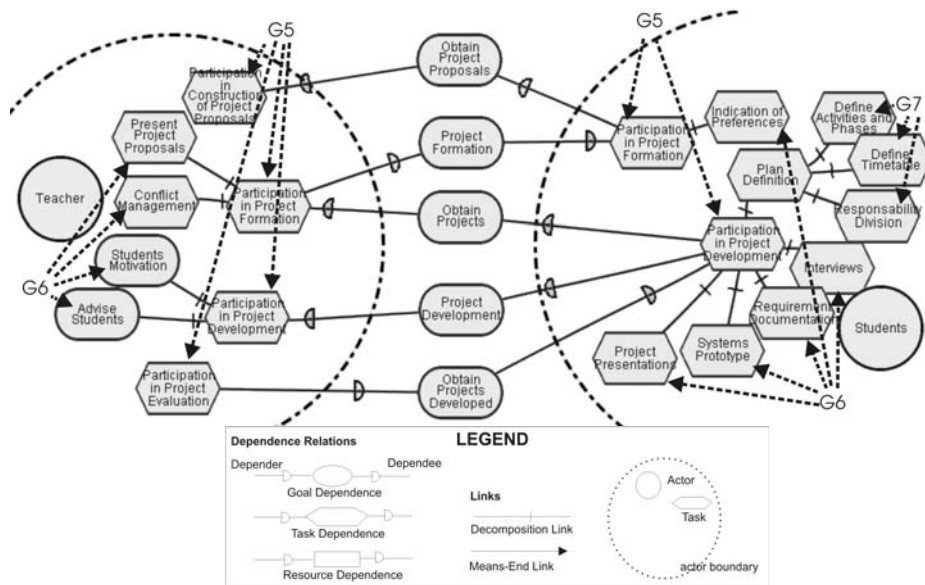 G5
G5
Participation
in
Construction
of Project
Proposals
Obtain
Project
Proposals
Present
Project
Proposals
Project
Formation
Participation
in Project
Formation
Indication of
Preferences
Define
Activities and
Phases
G7
Define
Timetable
Plan
Definition
Teacher
Conflict
Management
Participation
in Project
Formation
Obtain
Projects
Responsability
Division
Participation
in Project
Development
Students
Motivation
Interviews
G6
Advise
Students
Participation
in Project
Development
Project
Development
Requirement
Documentation
Students
Project
Presentations
Systems
Prototype
Participation
in Project
Evaluation
Obtain
Projects
Developed
G6
LEGEND
Dependence Relations
Depender
Dependee
Goal Dependence
Task Dependence
Resource Dependence
Links
Decomposition Link
Means-End Link
Actor
Task
actor boundary